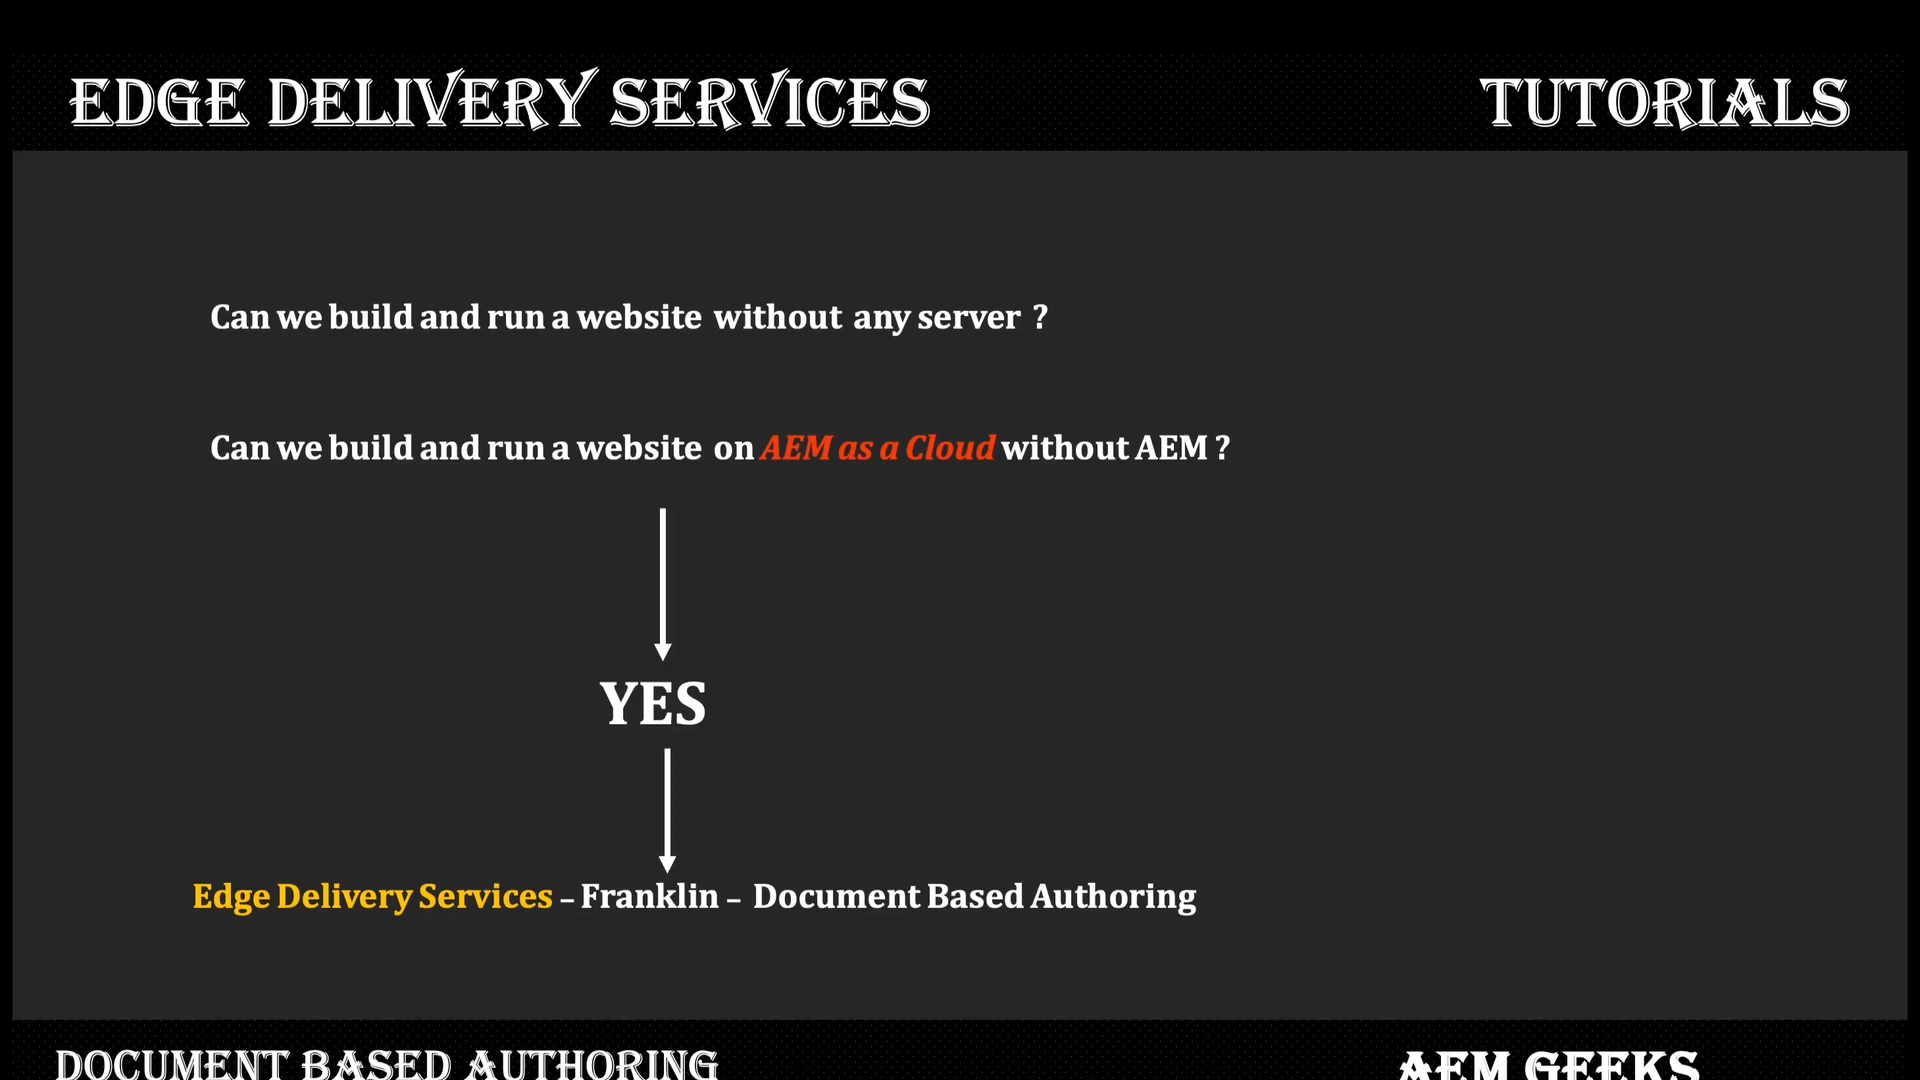 EDGE DELIVERY SERVICES
TUTORIALS
Can we build and run a website without any server ?
Can we build and run a website on AEM as a Cloud without AEM ?
YES
Edge Delivery Services – Franklin – Document Based Authoring
DOCUMENT BASED AUTHORING
AEM GEEKS